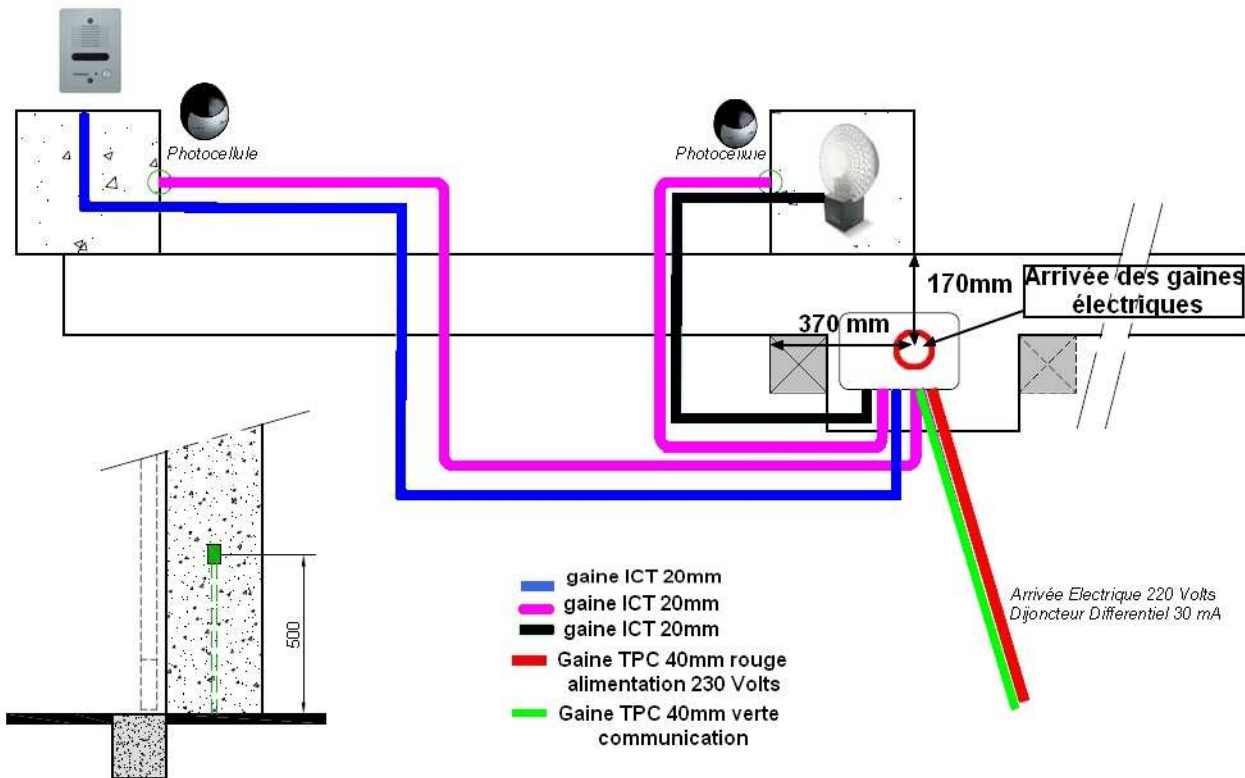 Photocellule
Photocellule
170mm
Arrivée des gaines
électriques
370 mm
500
gaine ICT 20mm
gaine ICT 20mm
gaine ICT 20mm
Gaine TPC 40mm rouge
alimentation 230 Volts
Gaine TPC 40mm verte
communication
Arrivée Electrique 220 Volts
Dijoncteur Differentiel 30 mA